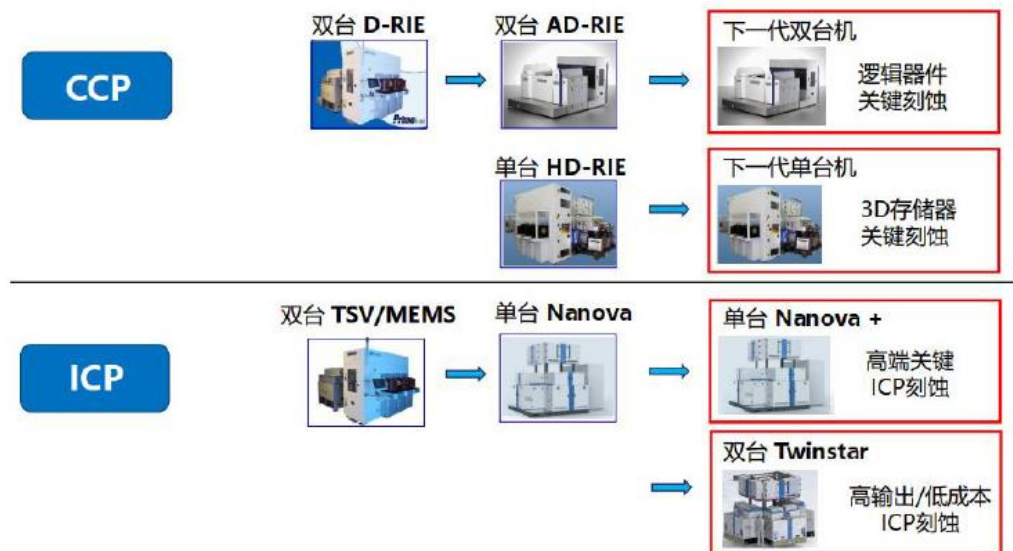 双台 D-RIE
双台 AD-RIE
下一代双台机
CCP
逻辑器件
关键刻蚀
单台 HD-RIE
下一代单台机
3D存储器
关键刻蚀
双台 TSV/MEMS
单台 Nanova
单台 Nanova +
ICP
高端关键
ICP刻蚀
双台 Twinstar
高输出/低成本
ICP刻蚀